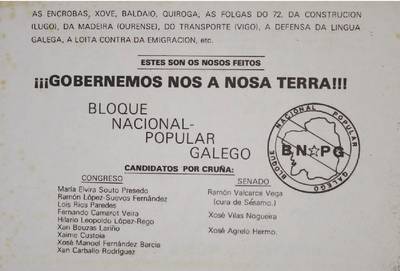 AS ENCROBAS, XOVE, BALDAIO, QUIROGA, AS FOLGAS DO 72, DA CONSTRUCION
(LUGO), DA MADEIRA (OURENSE), DO TRANSPORTE (VIGO), A DEFENSA DA LINGUA
GALEGA, A LOITA CONTRA DA EMIGRACION, etc.
ESTES SON OS NOSOS FEITOS
¡¡¡GOBERNEMOS NOS A NOSA TERRA!!!
BLOQUE
NACIONAL-
POPULAR
GALEGO
BLOQUE NACIONAL POPULAR GALEGO
BN☆PG
CANDIDATOS POR CRUÑA:
CONGRESO
María Elvira Souto Presedo
Ramón López-Suevos Fernández
Lois Ríos Paredes
Fernando Camarot Veira
Hilario Leopoldo López-Rego
Xan Bouzas Lariño
Xaime Custoia
Xosé Manuel Fernández Barcia
Xan Carballo Rodríguez
SENADO
Ramón Valcarce Vega
(cura de Sésamo.)
Xosé Vilas Nogueira
Xosé Agrelo Hermo.